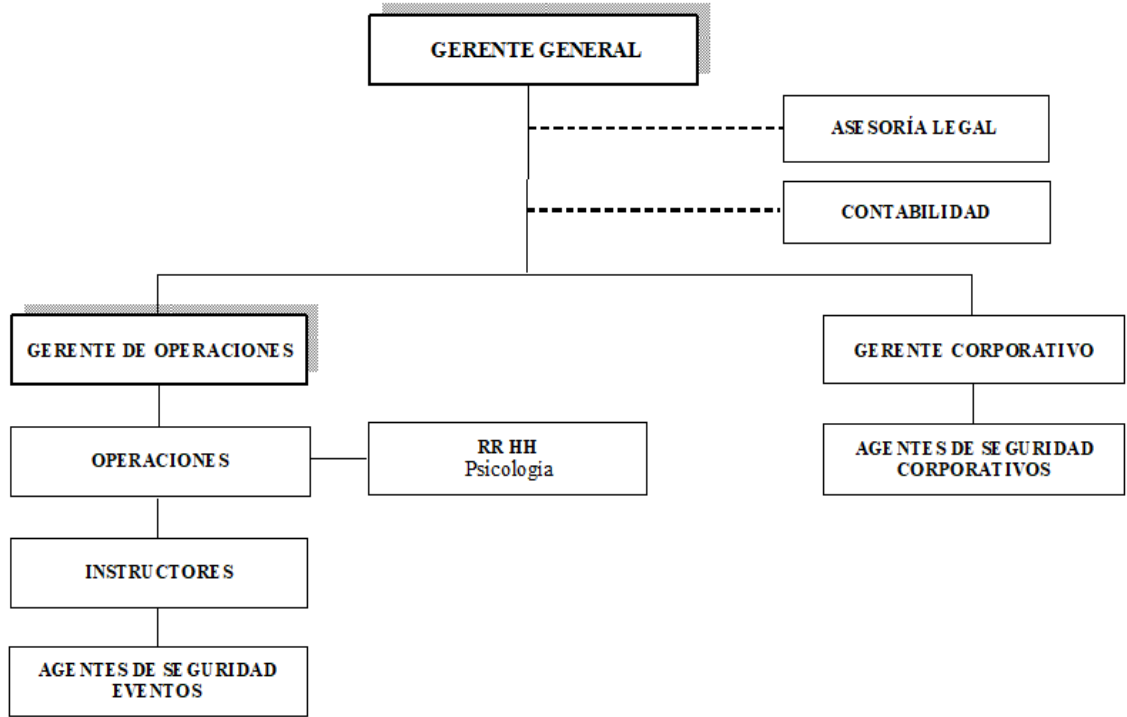 GERENTE GENERAL
ASESORÍA LEGAL
CONTABILIDAD
GERENTE DE OPERACIONES
GERENTE CORPORATIVO
OPERACIONES
RR HH
Psicologia
AGENTES DE SEGURIDAD
CORPORATIVOS
INSTRUCTORES
AGENTES DE SEGURIDAD
EVENTOS